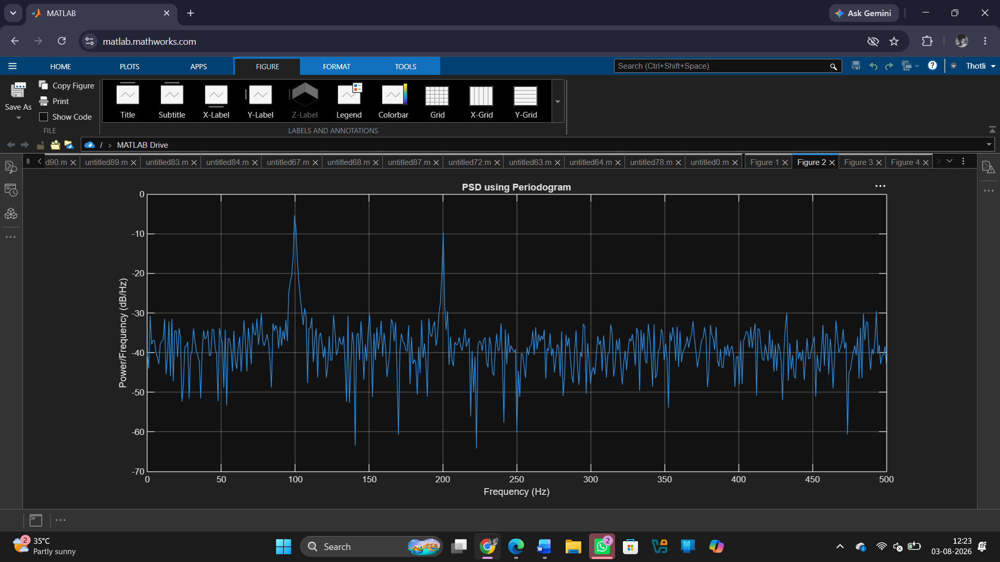 MATLAB
Ask Gemini
matlab.mathworks.com
HOME PLOTS APPS FIGURE FORMAT TOOLS
Search (Ctrl+Shift+Space)
Thotli
Save As
Copy Figure
Print
Show Code
FILE
Title Subtitle X-Label Y-Label Z-Label Legend Colorbar Grid X-Grid Y-Grid
LABELS AND ANNOTATIONS
/ › MATLAB Drive
d90.m untitled89.m untitled83.m untitled84.m untitled67.m untitled68.m untitled87.m untitled72.m untitled63.m untitled64.m untitled78.m untitled0.m Figure 1 Figure 2 Figure 3 Figure 4
PSD using Periodogram
0
-10
-20
-30
-40
-50
-60
-70
Power/Frequency (dB/Hz)
0 50 100 150 200 250 300 350 400 450 500
Frequency (Hz)
2
35°C
Partly sunny
Search
2
12:23
03-08-2026